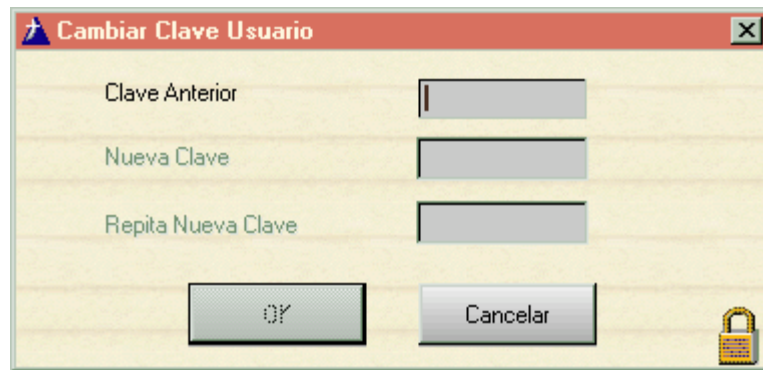 Cambiar Clave Usuario
Clave Anterior
Nueva Clave
Repita Nueva Clave
OK Cancelar